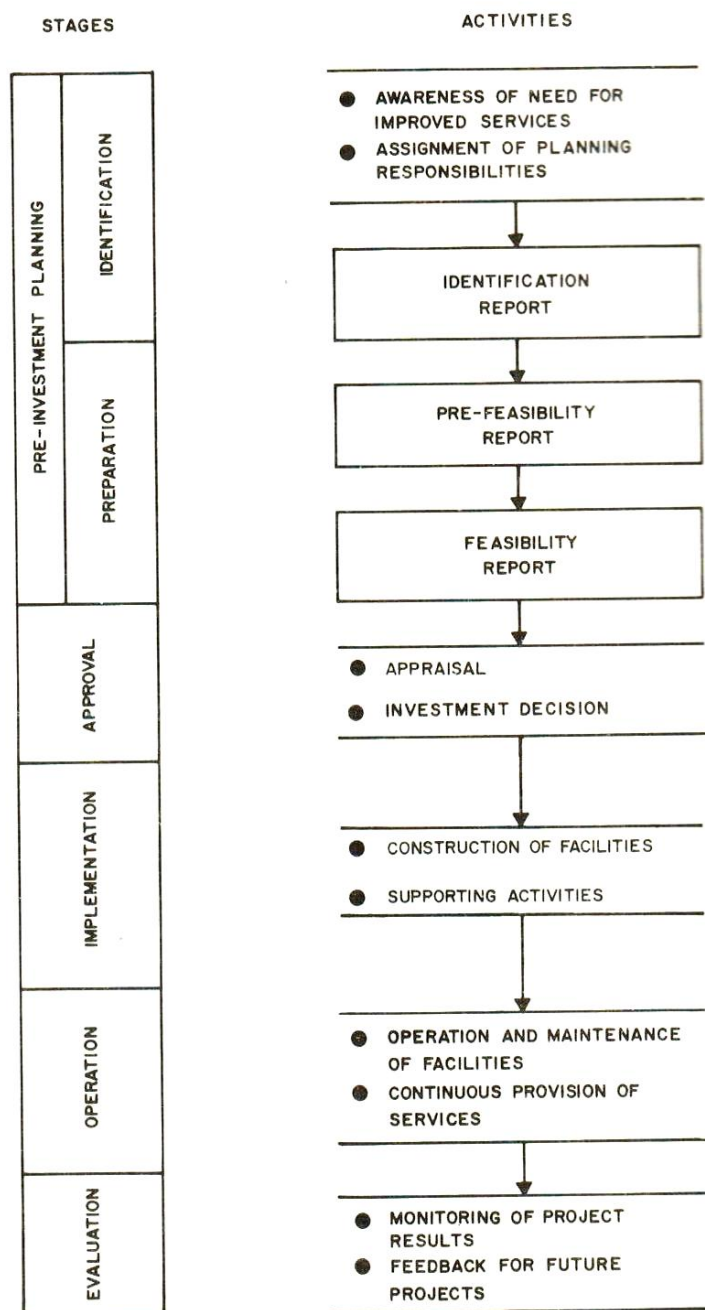 STAGES
ACTIVITIES
PRE-INVESTMENT PLANNING
IDENTIFICATION
● AWARENESS OF NEED FOR
IMPROVED SERVICES
● ASSIGNMENT OF PLANNING
RESPONSIBILITIES
IDENTIFICATION
REPORT
PREPARATION
PRE-FEASIBILITY
REPORT
FEASIBILITY
REPORT
APPROVAL
● APPRAISAL
● INVESTMENT DECISION
IMPLEMENTATION
● CONSTRUCTION OF FACILITIES
● SUPPORTING ACTIVITIES
OPERATION
● OPERATION AND MAINTENANCE
OF FACILITIES
● CONTINUOUS PROVISION OF
SERVICES
EVALUATION
● MONITORING OF PROJECT
RESULTS
● FEEDBACK FOR FUTURE
PROJECTS